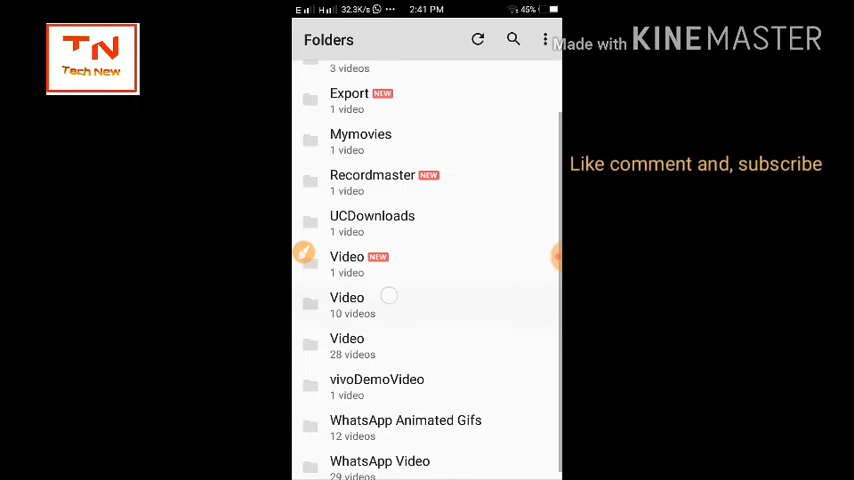 TN
Tech New
32.3K/s
2:41 PM
45%
Folders
Made with KINEMASTER
3 videos
Export NEW
1 video
Mymovies
1 video
Like comment and, subscribe
Recordmaster NEW
1 video
UCDownloads
1 video
Video NEW
1 video
Video
10 videos
Video
28 videos
vivoDemoVideo
1 video
WhatsApp Animated Gifs
12 videos
WhatsApp Video
29 videos